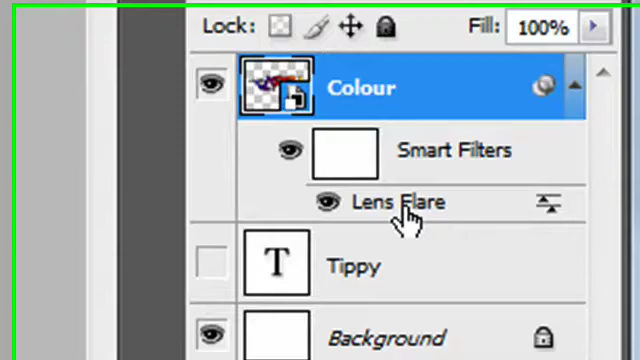 Lock: Fill: 100%
Colour
Smart Filters
Lens Flare
T
Tippy
Background